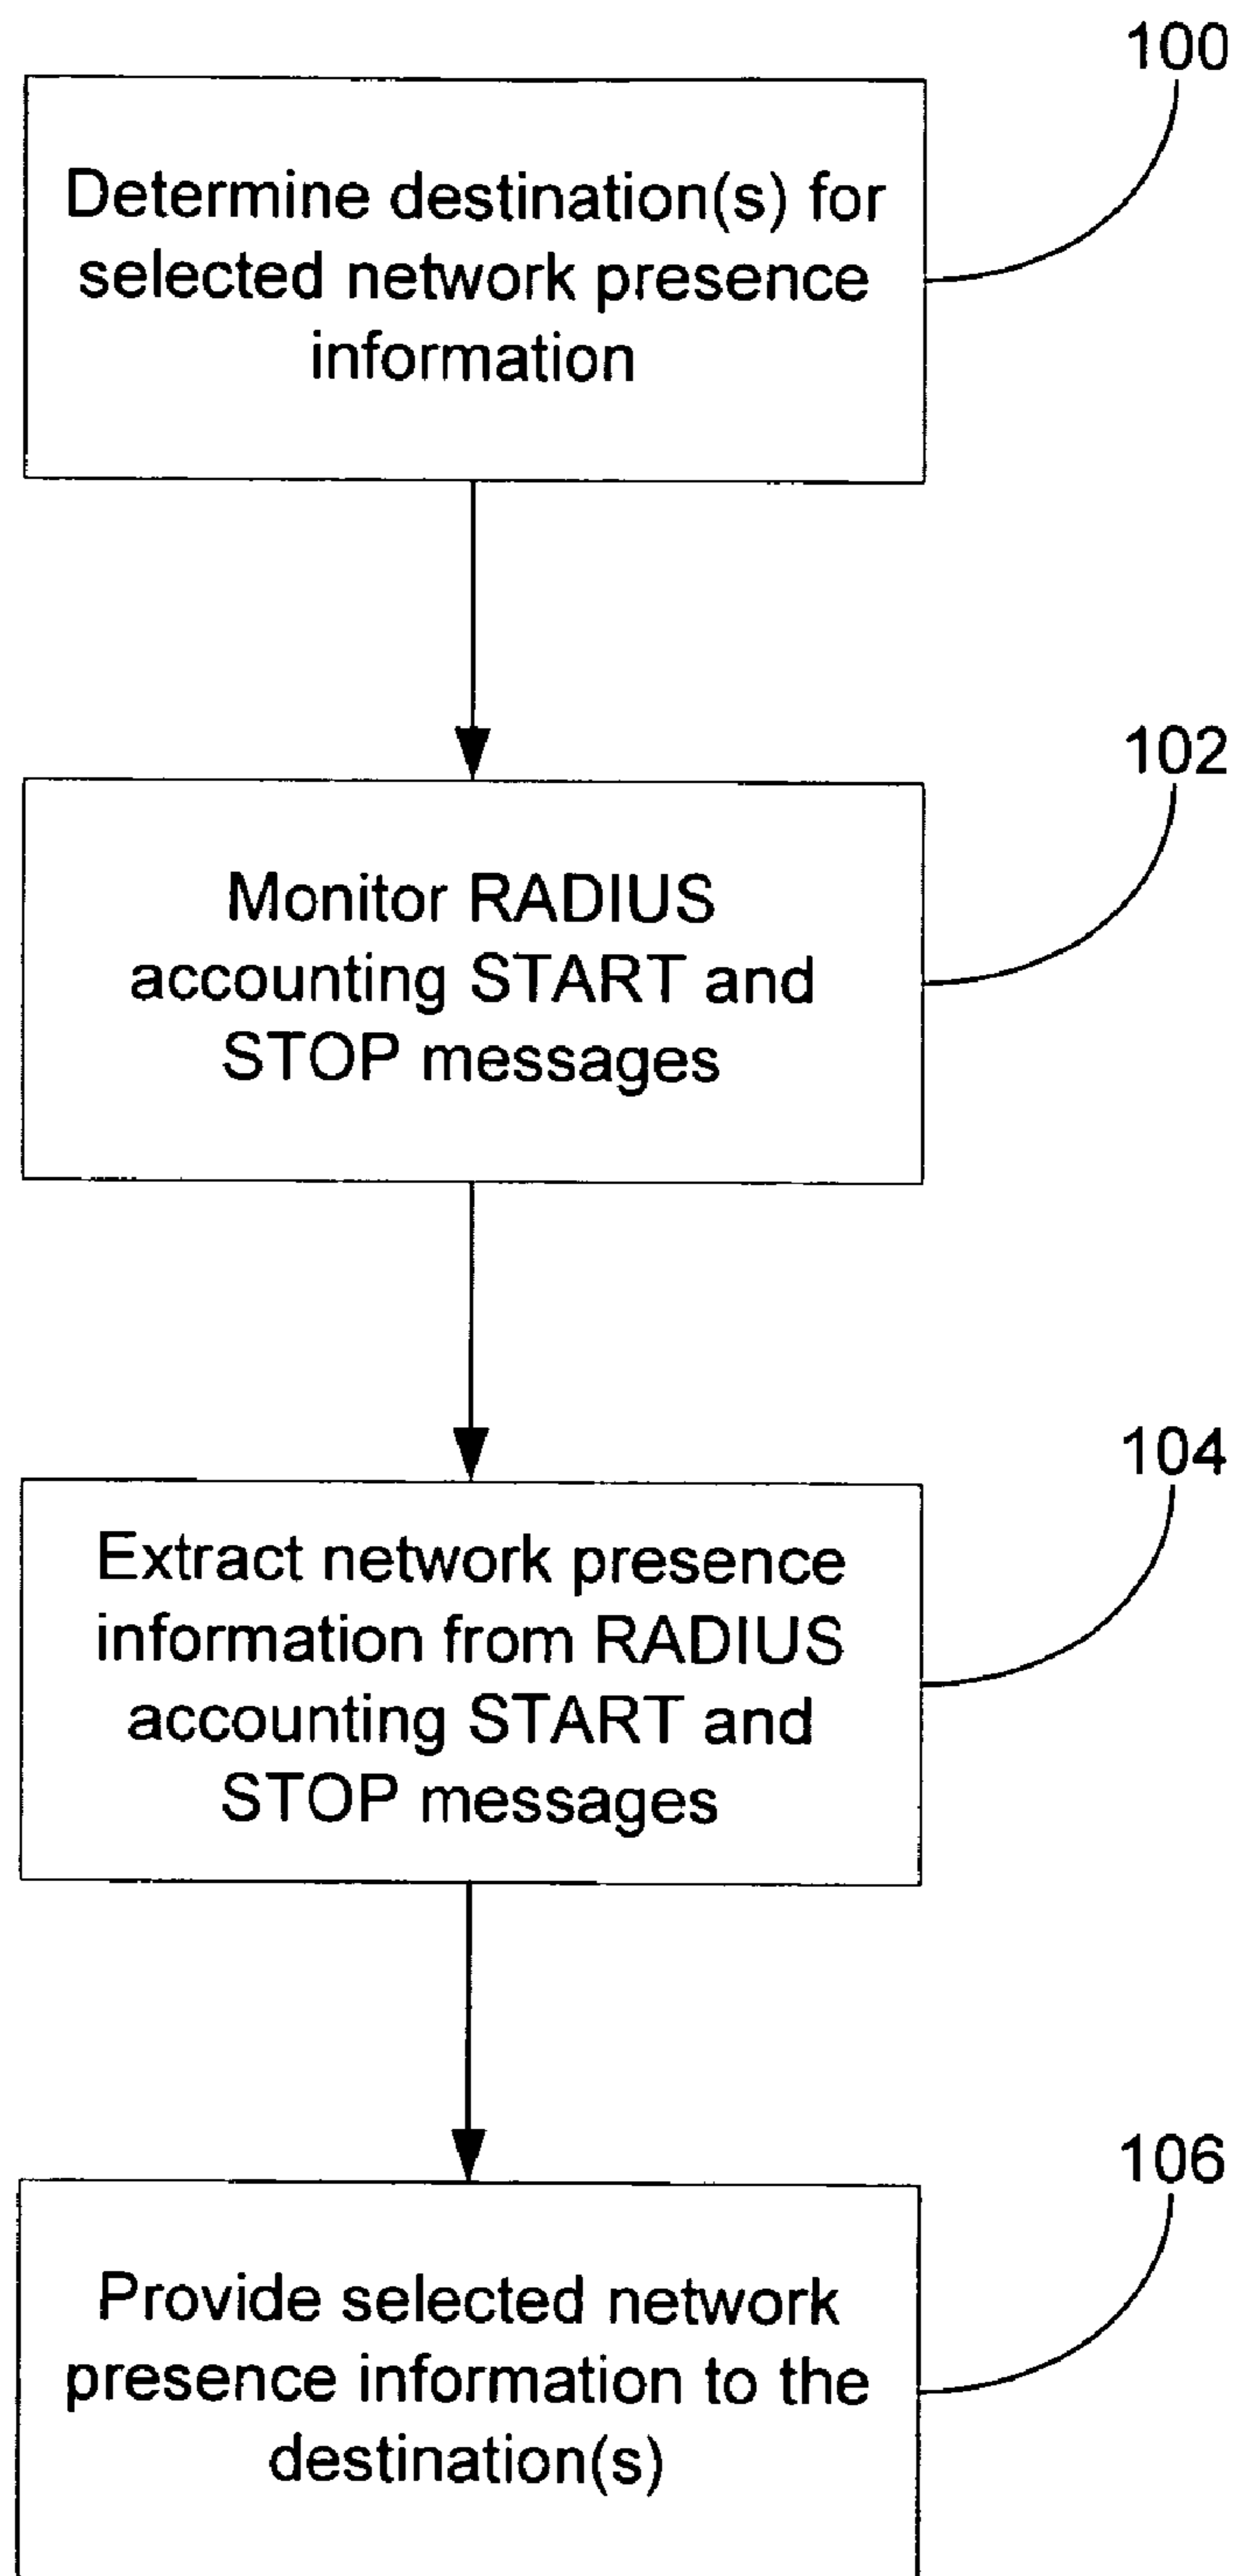 100
Determine destination(s) for
selected network presence
information
102
Monitor RADIUS
accounting START and
STOP messages
104
Extract network presence
information from RADIUS
accounting START and
STOP messages
106
Provide selected network
presence information to the
destination(s)